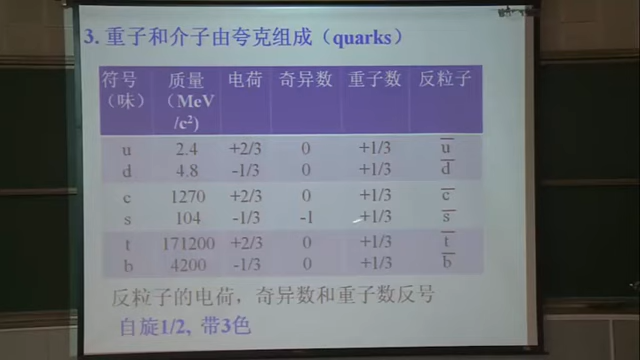 3. 重子和介子由夸克组成（quarks）
符号（味） 质量（MeV/c²) 电荷 奇异数 重子数 反粒子
u 2.4 +2/3 0 +1/3 u̅
d 4.8 -1/3 0 +1/3 d̅
c 1270 +2/3 0 +1/3 c̅
s 104 -1/3 -1 +1/3 s̅
t 171200 +2/3 0 +1/3 t̅
b 4200 -1/3 0 +1/3 b̅
反粒子的电荷，奇异数和重子数反号
自旋1/2, 带3色